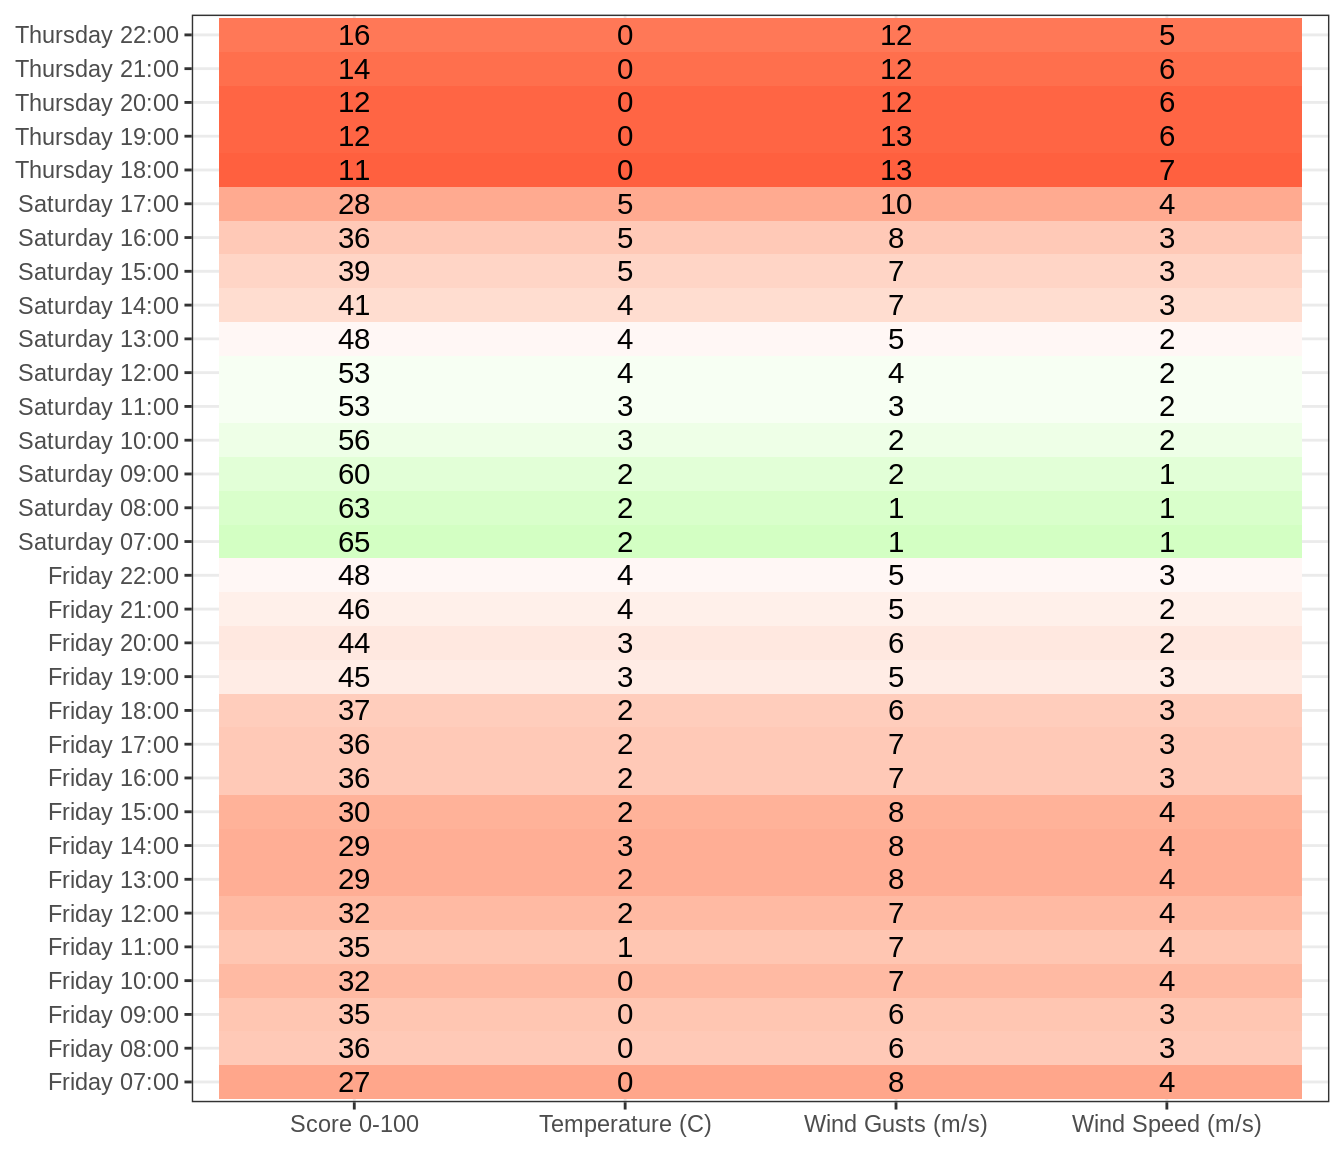 Thursday 22:00 16 0 12 5
Thursday 21:00 14 0 12 6
Thursday 20:00 12 0 12 6
Thursday 19:00 12 0 13 6
Thursday 18:00 11 0 13 7
Saturday 17:00 28 5 10 4
Saturday 16:00 36 5 8 3
Saturday 15:00 39 5 7 3
Saturday 14:00 41 4 7 3
Saturday 13:00 48 4 5 2
Saturday 12:00 53 4 4 2
Saturday 11:00 53 3 3 2
Saturday 10:00 56 3 2 2
Saturday 09:00 60 2 2 1
Saturday 08:00 63 2 1 1
Saturday 07:00 65 2 1 1
Friday 22:00 48 4 5 3
Friday 21:00 46 4 5 2
Friday 20:00 44 3 6 2
Friday 19:00 45 3 5 3
Friday 18:00 37 2 6 3
Friday 17:00 36 2 7 3
Friday 16:00 36 2 7 3
Friday 15:00 30 2 8 4
Friday 14:00 29 3 8 4
Friday 13:00 29 2 8 4
Friday 12:00 32 2 7 4
Friday 11:00 35 1 7 4
Friday 10:00 32 0 7 4
Friday 09:00 35 0 6 3
Friday 08:00 36 0 6 3
Friday 07:00 27 0 8 4
Score 0-100 Temperature (C) Wind Gusts (m/s) Wind Speed (m/s)